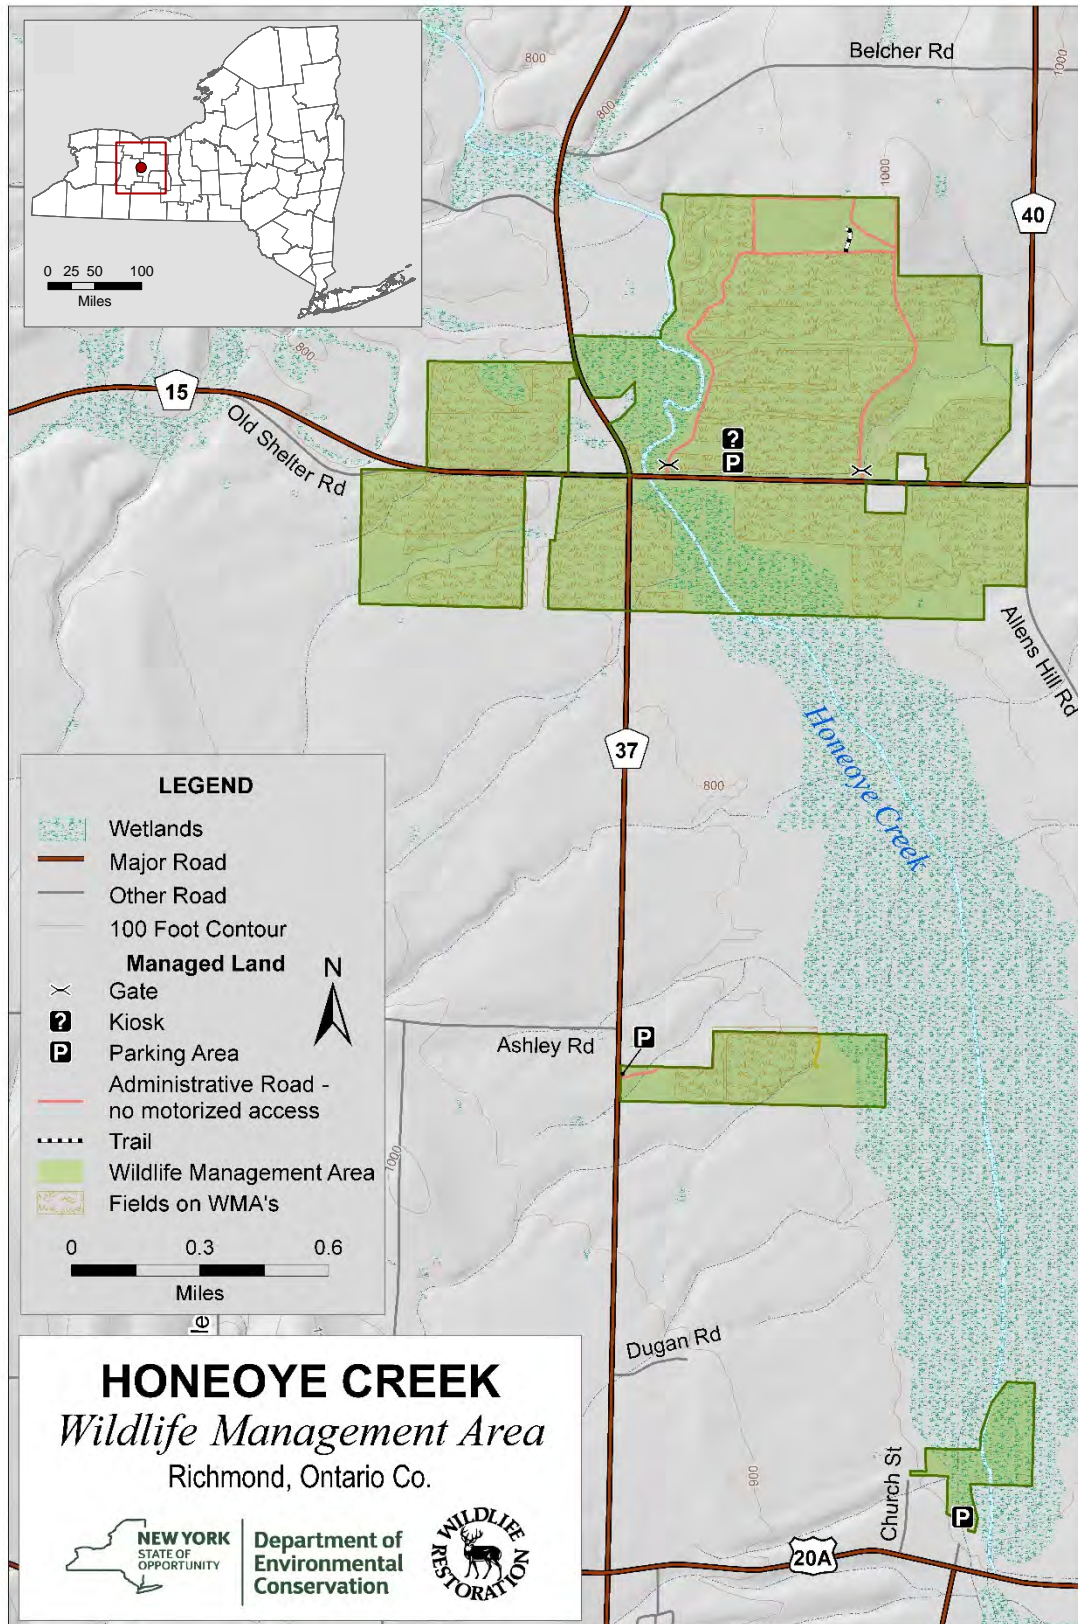 0 25 50 100
Miles
800
800
Belcher Rd
1000
1000
40
800
15
Old Shelter Rd
?
P
Allens Hill Rd
37
Honeoye Creek
800
LEGEND
Wetlands
Major Road
Other Road
100 Foot Contour
Managed Land
N
Gate
? Kiosk
P Parking Area
Administrative Road -
no motorized access
Trail
Wildlife Management Area
Fields on WMA's
0 0.3 0.6
Miles
Ashley Rd
P
1000
Dugan Rd
900
Church St
P
20A
le
HONEOYE CREEK
Wildlife Management Area
Richmond, Ontario Co.
NEW YORK
STATE OF
OPPORTUNITY
Department of
Environmental
Conservation
WILDLIFE
RESTORATION